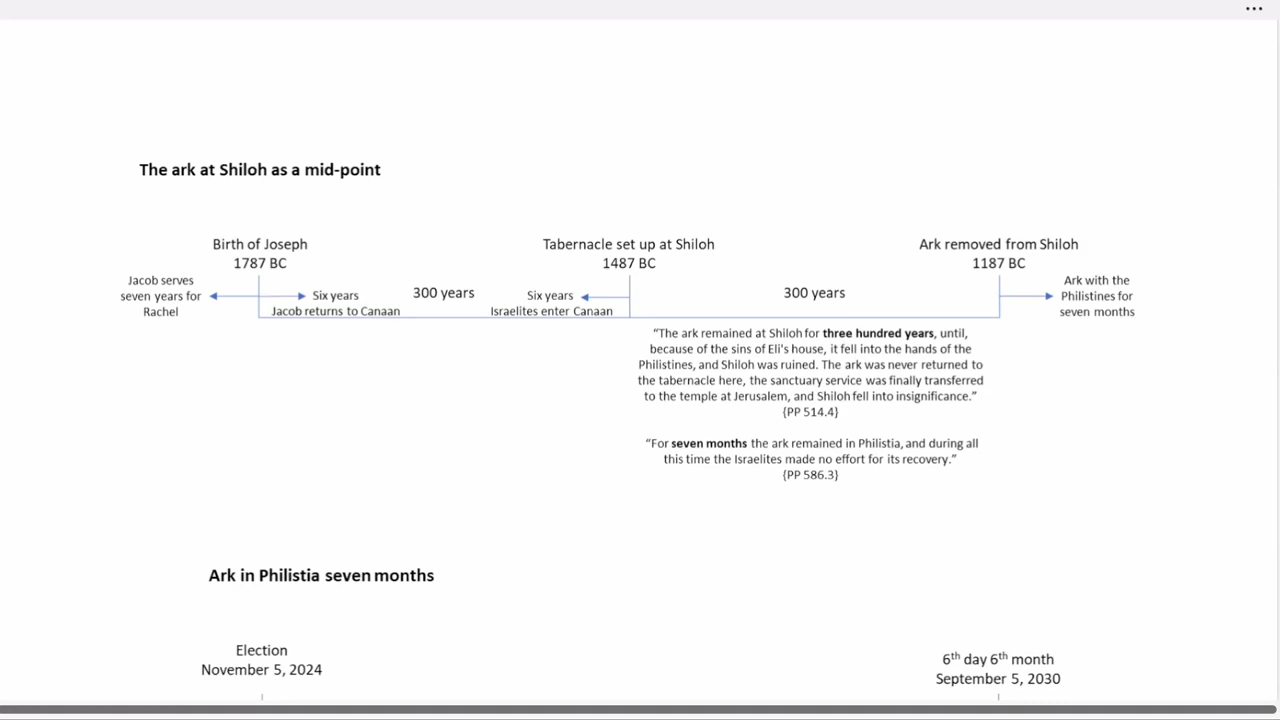 The ark at Shiloh as a mid-point
Birth of Joseph
1787 BC
Tabernacle set up at Shiloh
1487 BC
Ark removed from Shiloh
1187 BC
Jacob serves
seven years for
Rachel
Six years
Jacob returns to Canaan
300 years
Six years
Israelites enter Canaan
300 years
Ark with the
Philistines for
seven months
“The ark remained at Shiloh for three hundred years, until,
because of the sins of Eli's house, it fell into the hands of the
Philistines, and Shiloh was ruined. The ark was never returned to
the tabernacle here, the sanctuary service was finally transferred
to the temple at Jerusalem, and Shiloh fell into insignificance.”
{PP 514.4}
“For seven months the ark remained in Philistia, and during all
this time the Israelites made no effort for its recovery.”
{PP 586.3}
Ark in Philistia seven months
Election
November 5, 2024
6th day 6th month
September 5, 2030